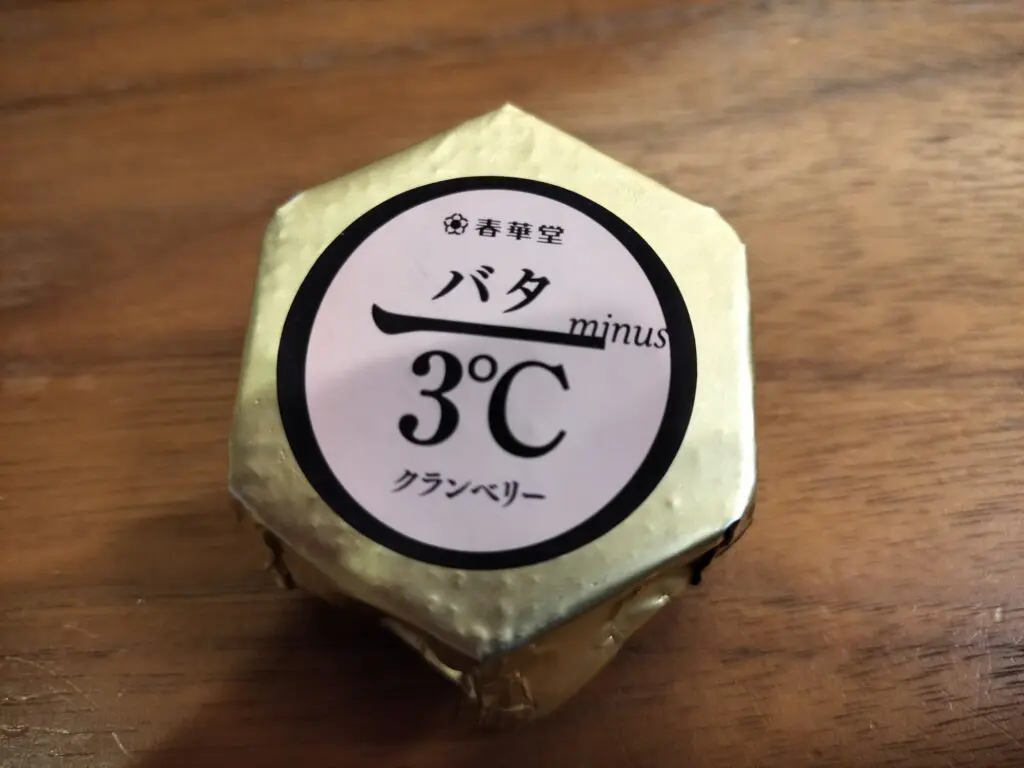 春華堂
バタ
minus
3℃
クランベリー